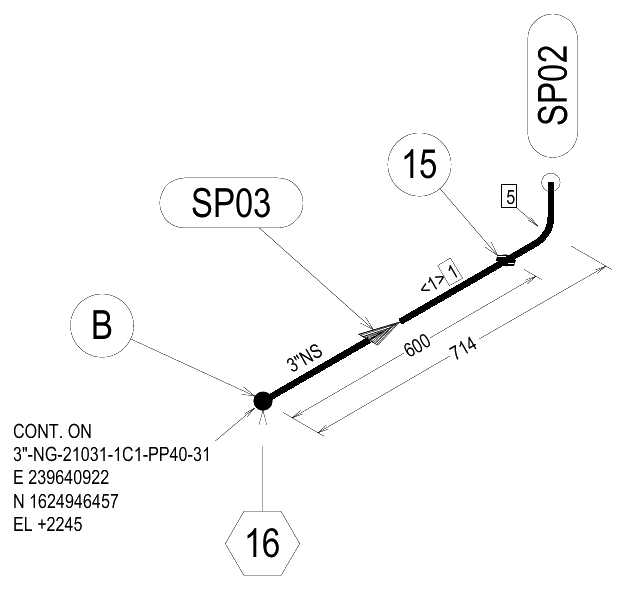 SP02
15
5
SP03
<1> 1
B
3"NS
600
714
CONT. ON
3"-NG-21031-1C1-PP40-31
E 239640922
N 1624946457
EL +2245
16